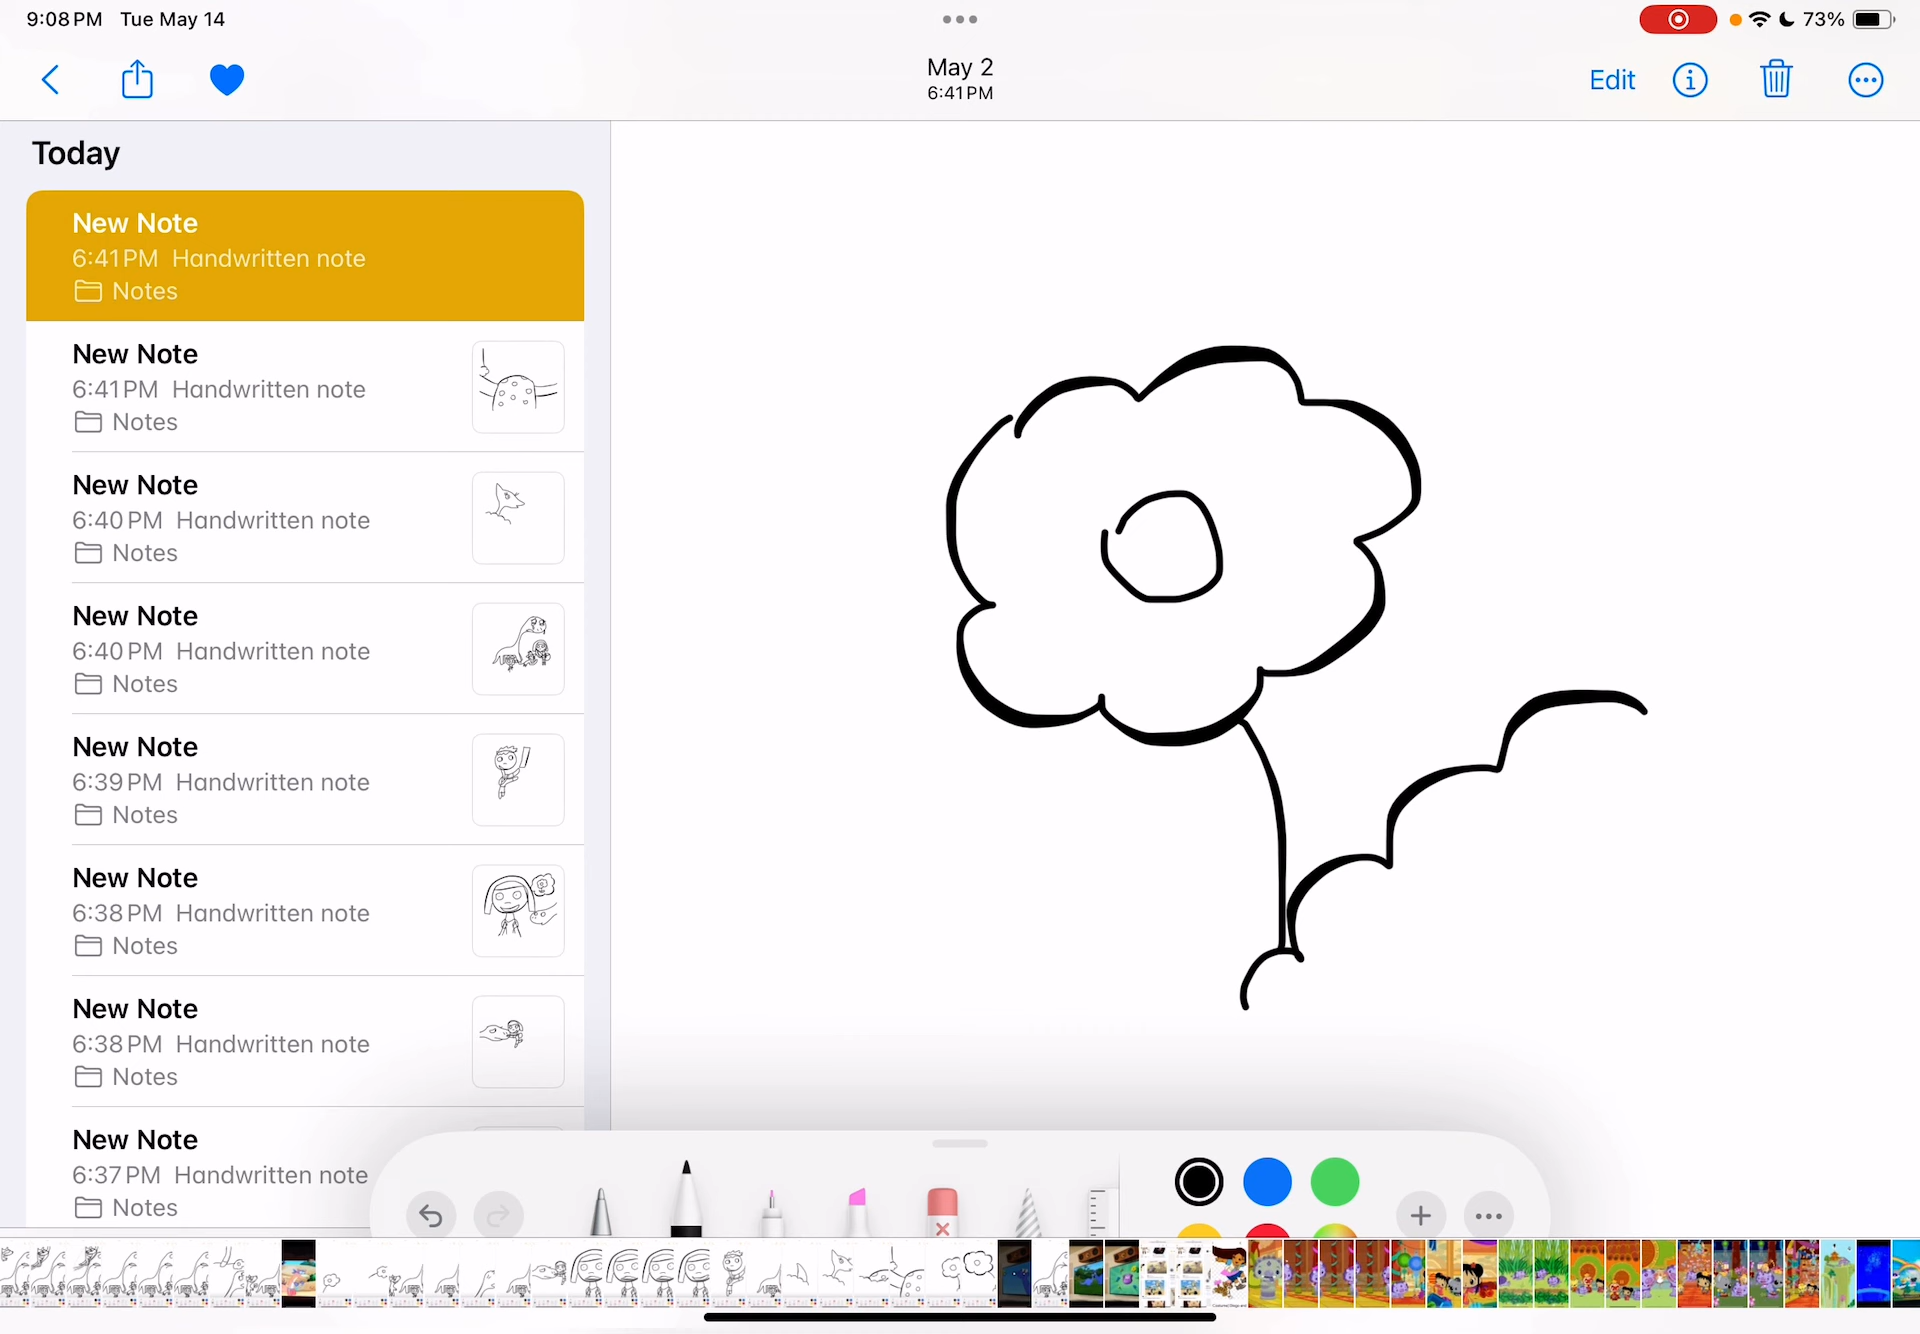 9:08 PM Tue May 14
73%
May 2
6:41 PM
Edit
Today
New Note
6:41 PM Handwritten note
Notes
New Note
6:41 PM Handwritten note
Notes
New Note
6:40 PM Handwritten note
Notes
New Note
6:40 PM Handwritten note
Notes
New Note
6:39 PM Handwritten note
Notes
New Note
6:38 PM Handwritten note
Notes
New Note
6:38 PM Handwritten note
Notes
New Note
6:37 PM Handwritten note
Notes